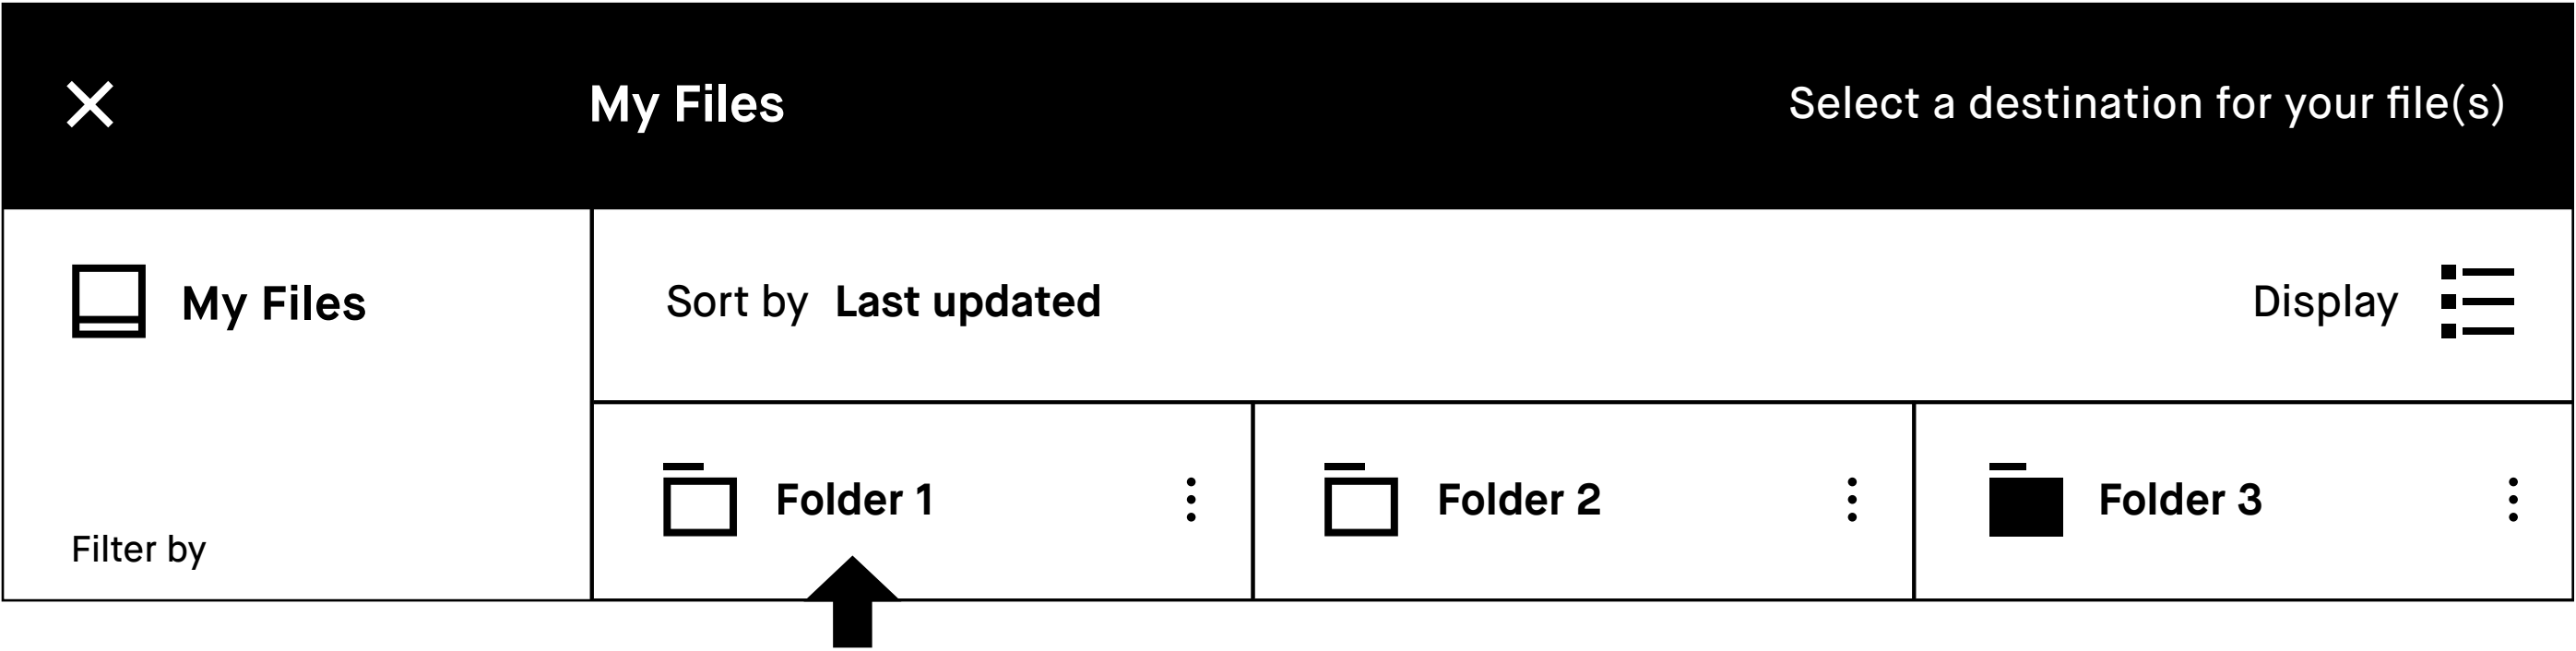 My Files
Select a destination for your file(s)
My Files
Sort by Last updated
Display
Folder 1
Folder 2
Folder 3
Filter by